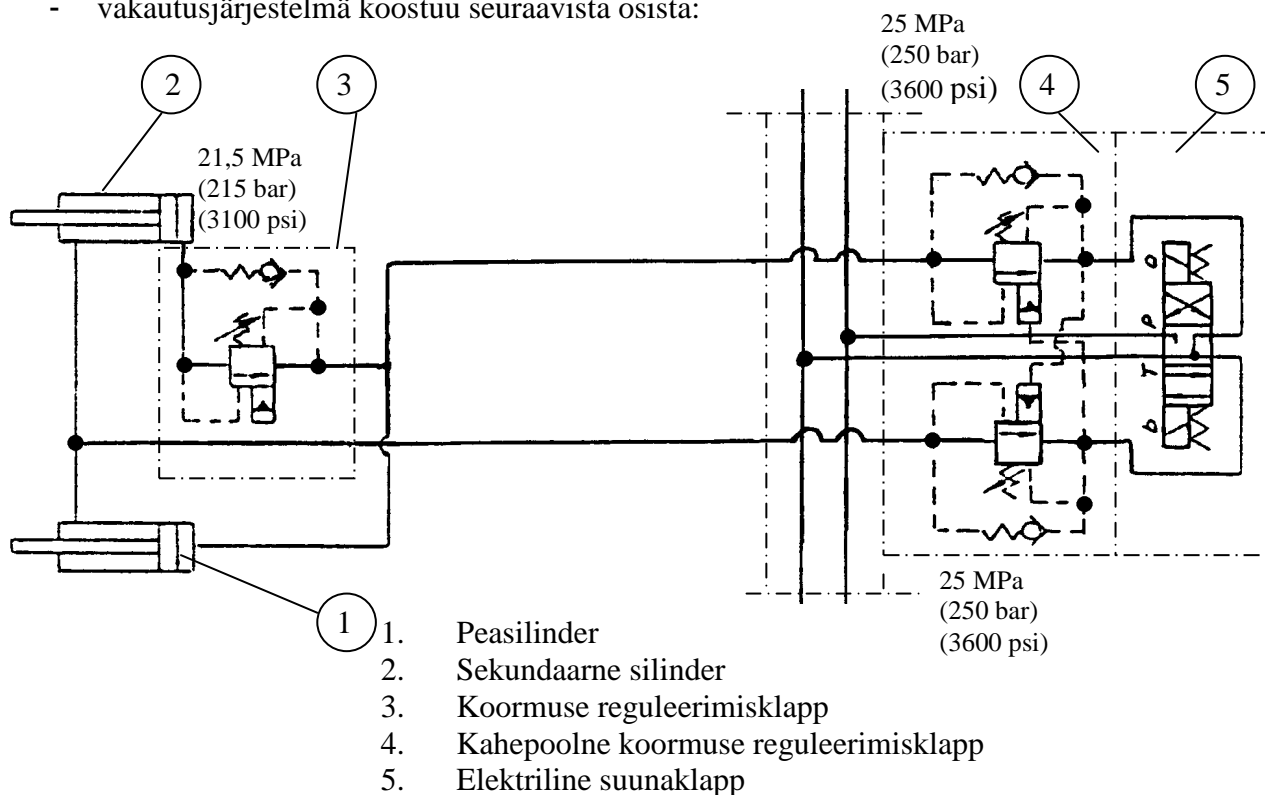 - vakautusjärjestelmä koostuu seuraavista osista:
25 MPa
(250 bar)
(3600 psi)
2
3
4
5
21,5 MPa
(215 bar)
(3100 psi)
O
P
T
b
25 MPa
(250 bar)
(3600 psi)
1
1. Peasilinder
2. Sekundaarne silinder
3. Koormuse reguleerimisklapp
4. Kahepoolne koormuse reguleerimisklapp
5. Elektriline suunaklapp